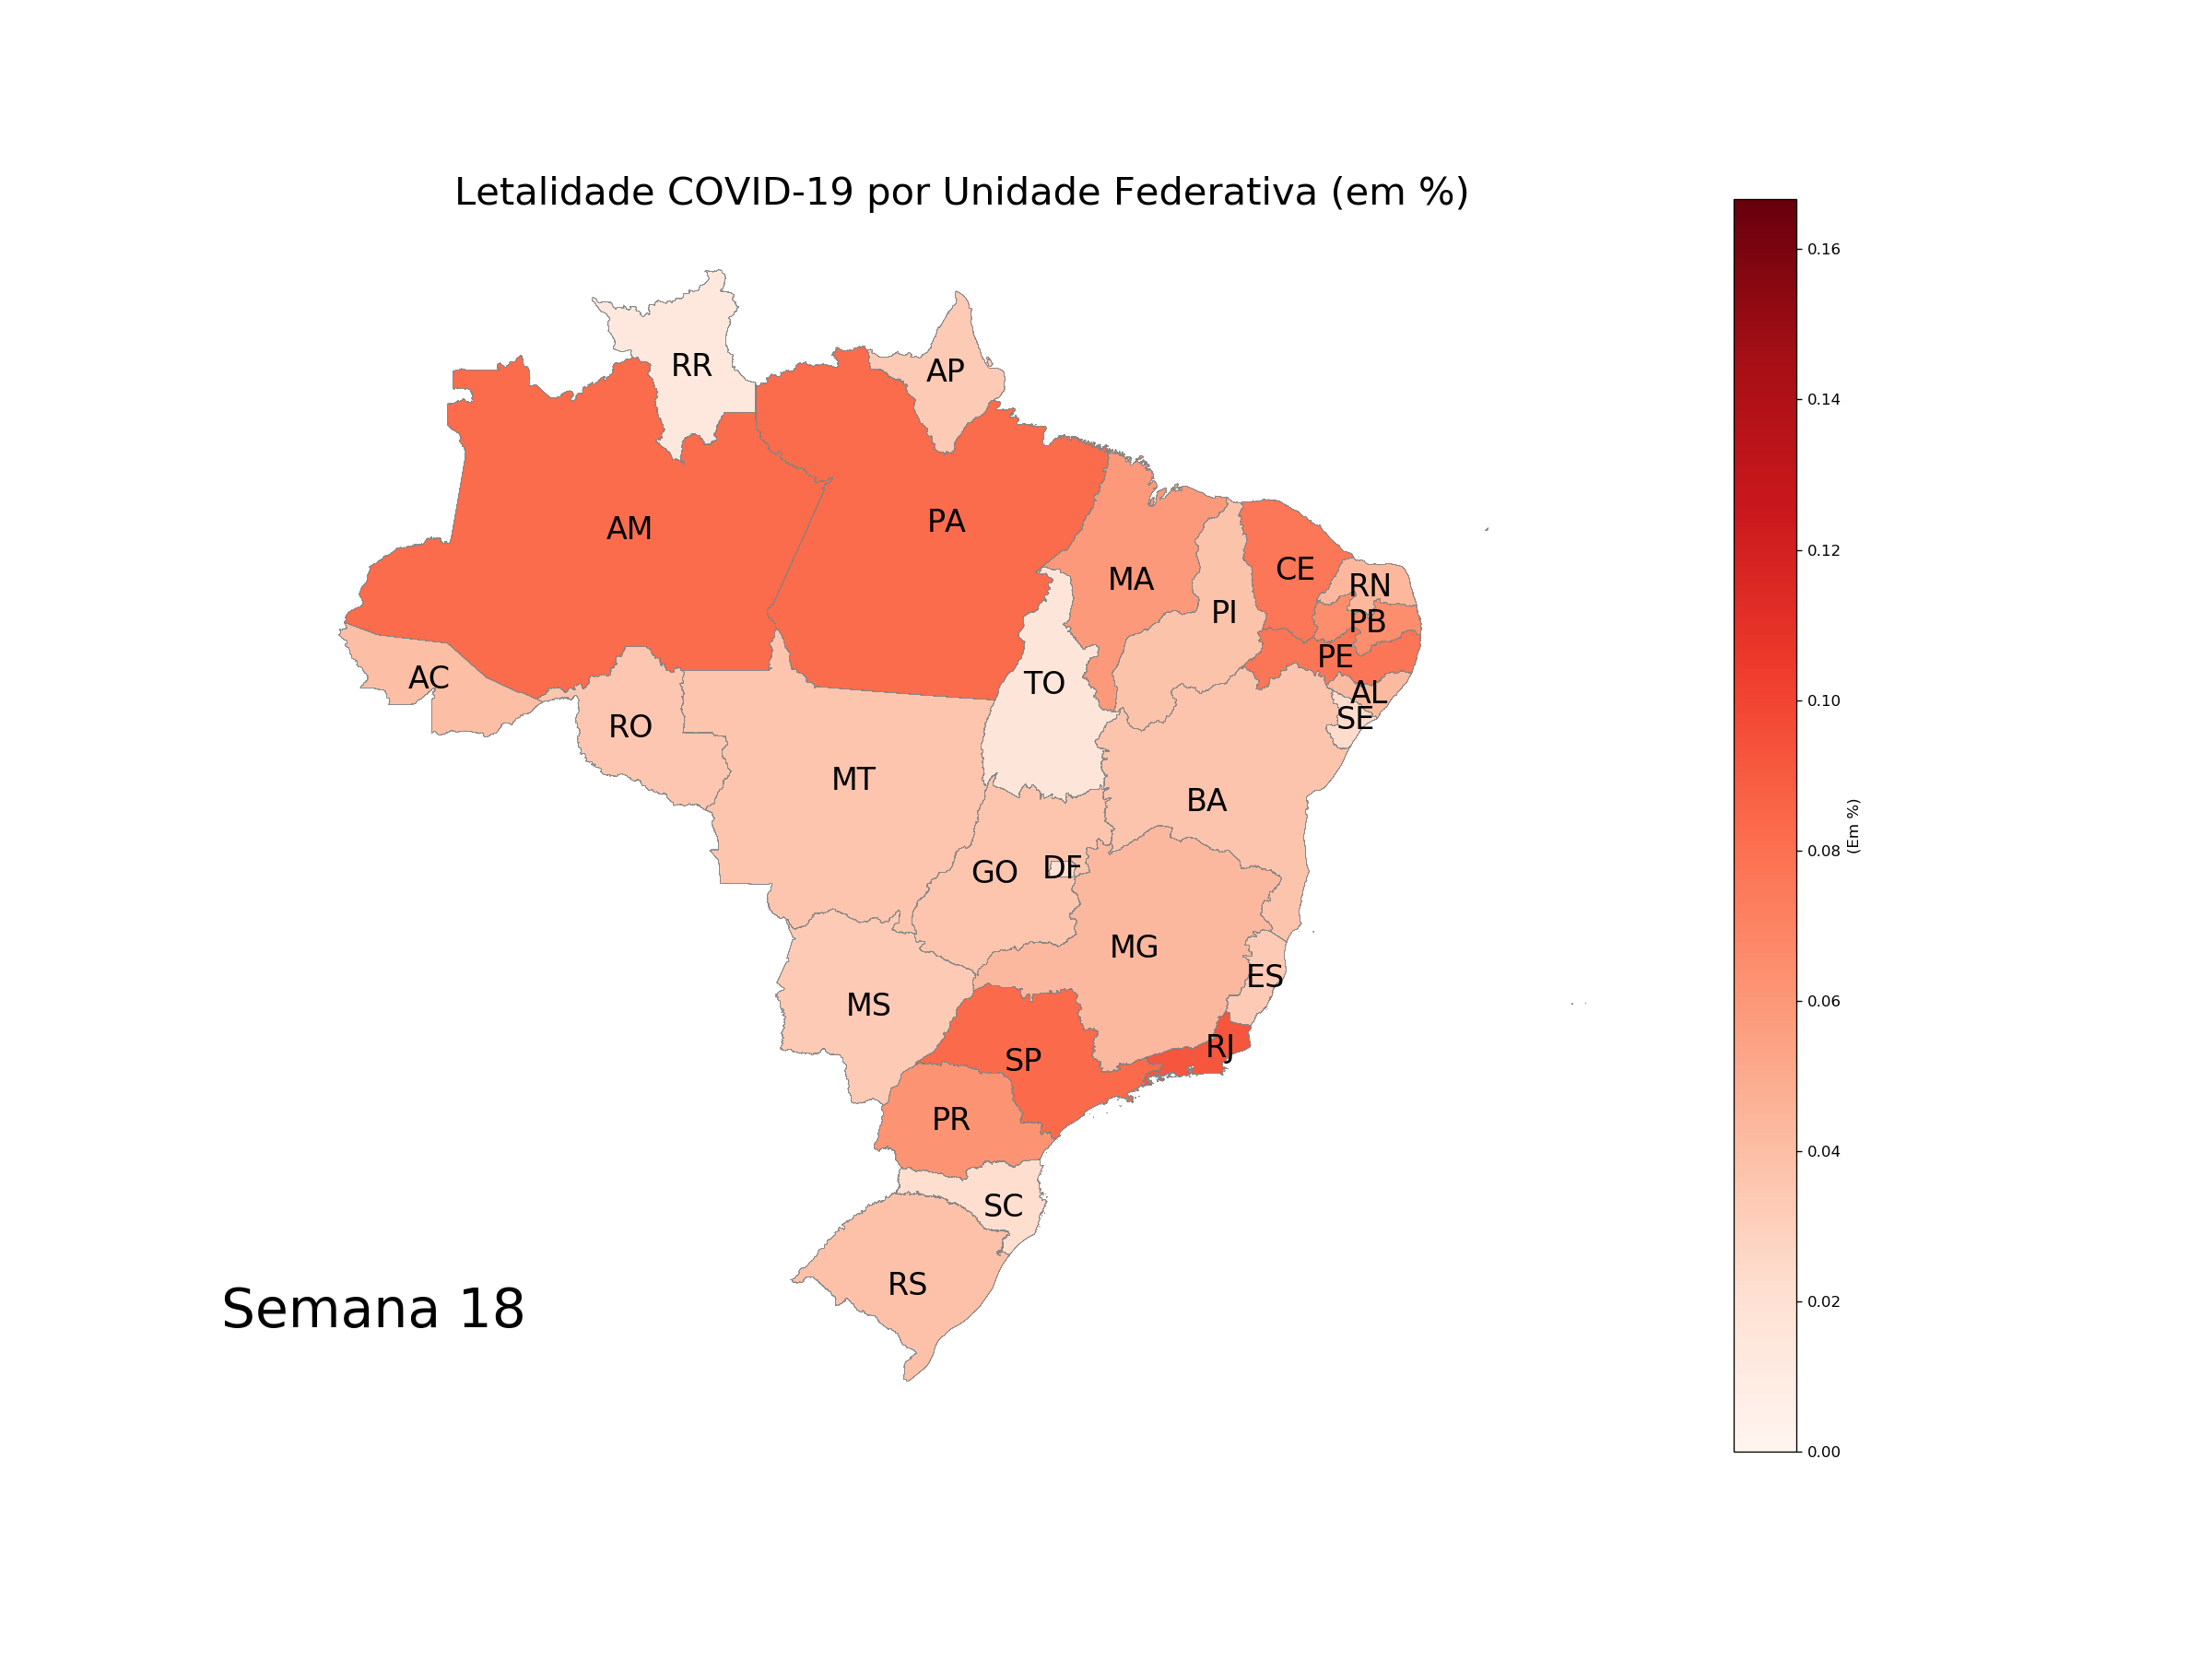 Letalidade COVID-19 por Unidade Federativa (em %)
0.16
RR
AP
0.14
AM
PA
0.12
CE
MA
RN
PI
PB
PE
AC
TO
AL
0.10
SE
RO
MT
BA
0.08
(Em %)
GO
DF
MG
ES
0.06
MS
RJ
SP
PR
0.04
SC
RS
Semana 18
0.02
0.00